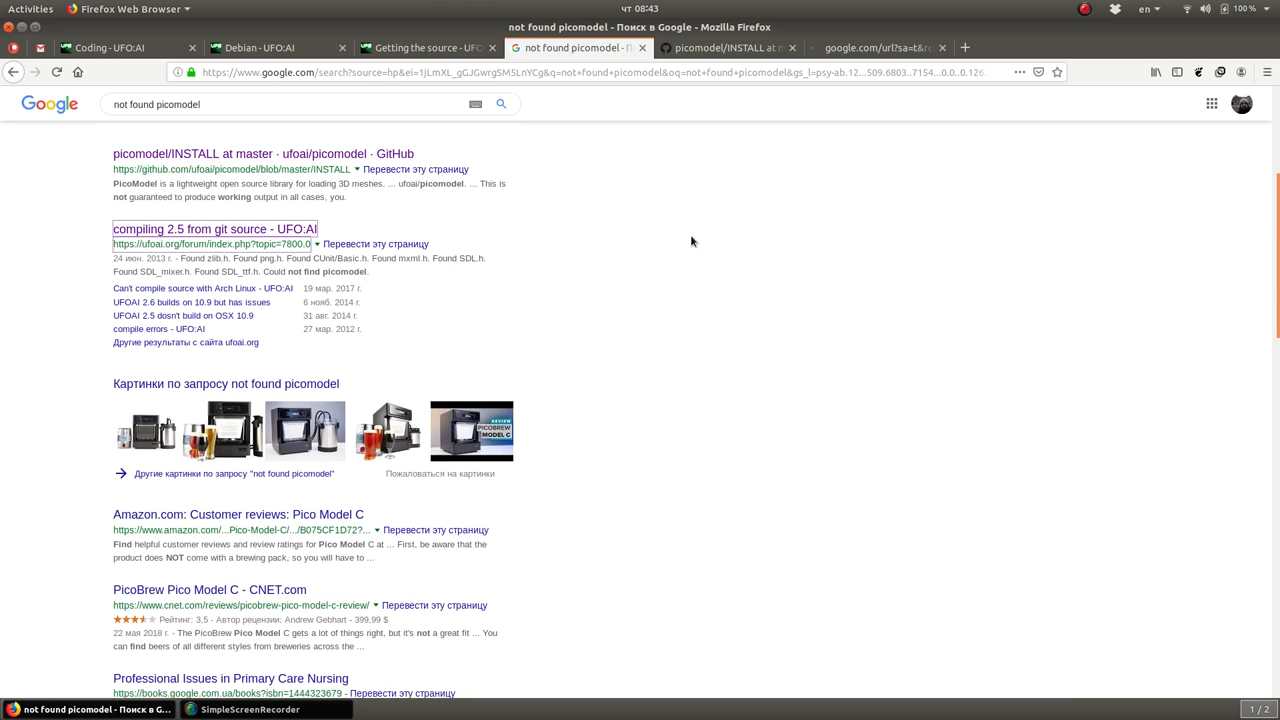 Activities Firefox Web Browser чт 08:43 en 100 %
not found picomodel - Поиск в Google - Mozilla Firefox
Coding - UFO:AI Debian - UFO:AI Getting the source - UFO: not found picomodel - П picomodel/INSTALL at m google.com/url?sa=t&rc
https://www.google.com/search?source=hp&ei=1jLmXL_gGJGwrgSM5LnYCg&q=not+found+picomodel&oq=not+found+picomodel&gs_l=psy-ab.12...509.6803..7154...0.0..0.126.
Google not found picomodel
picomodel/INSTALL at master · ufoai/picomodel · GitHub
https://github.com/ufoai/picomodel/blob/master/INSTALL Перевести эту страницу
PicoModel is a lightweight open source library for loading 3D meshes. ... ufoai/picomodel. ... This is
not guaranteed to produce working output in all cases, you.
compiling 2.5 from git source - UFO:AI
https://ufoai.org/forum/index.php?topic=7800.0 Перевести эту страницу
24 июн. 2013 г. - Found zlib.h. Found png.h. Found CUnit/Basic.h. Found mxml.h. Found SDL.h.
Found SDL_mixer.h. Found SDL_ttf.h. Could not find picomodel.
Can't compile source with Arch Linux - UFO:AI 19 мар. 2017 г.
UFOAI 2.6 builds on 10.9 but has issues 6 нояб. 2014 г.
UFOAI 2.5 dosn't build on OSX 10.9 31 авг. 2014 г.
compile errors - UFO:AI 27 мар. 2012 г.
Другие результаты с сайта ufoai.org
Картинки по запросу not found picomodel
REVIEW
PICOBREW
MODEL C
Другие картинки по запросу "not found picomodel" Пожаловаться на картинки
Amazon.com: Customer reviews: Pico Model C
https://www.amazon.com/...Pico-Model-C/.../B075CF1D72?... Перевести эту страницу
Find helpful customer reviews and review ratings for Pico Model C at ... First, be aware that the
product does NOT come with a brewing pack, so you will have to ...
PicoBrew Pico Model C - CNET.com
https://www.cnet.com/reviews/picobrew-pico-model-c-review/ Перевести эту страницу
Рейтинг: 3,5 - Автор рецензии: Andrew Gebhart - 399,99 $
22 мая 2018 г. - The PicoBrew Pico Model C gets a lot of things right, but it's not a great fit ... You
can find beers of all different styles from breweries across the ...
Professional Issues in Primary Care Nursing
https://books.google.com.ua/books?isbn=1444323679 - Перевести эту страницу
not found picomodel - Поиск в G... SimpleScreenRecorder 1 / 2